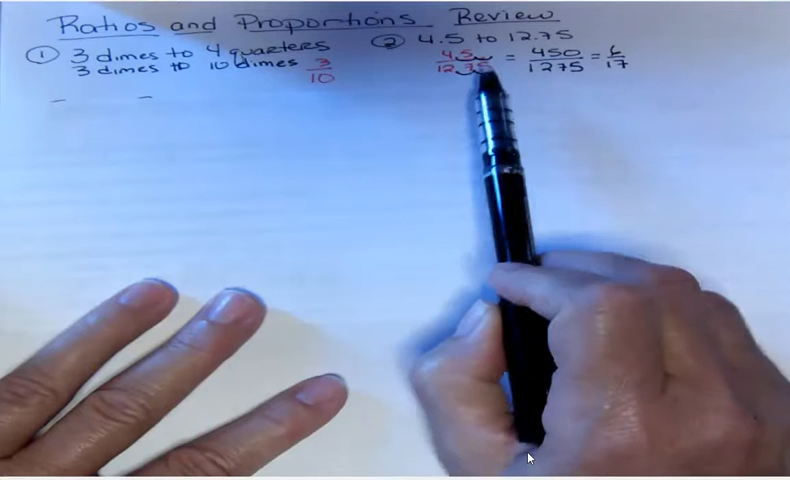 Ratios and Proportions Review
① 3 dimes to 4 quarters
3 dimes to 10 dimes 3/10
② 4.5 to 12.75
4.5/12.75 = 450/1275 = 6/17